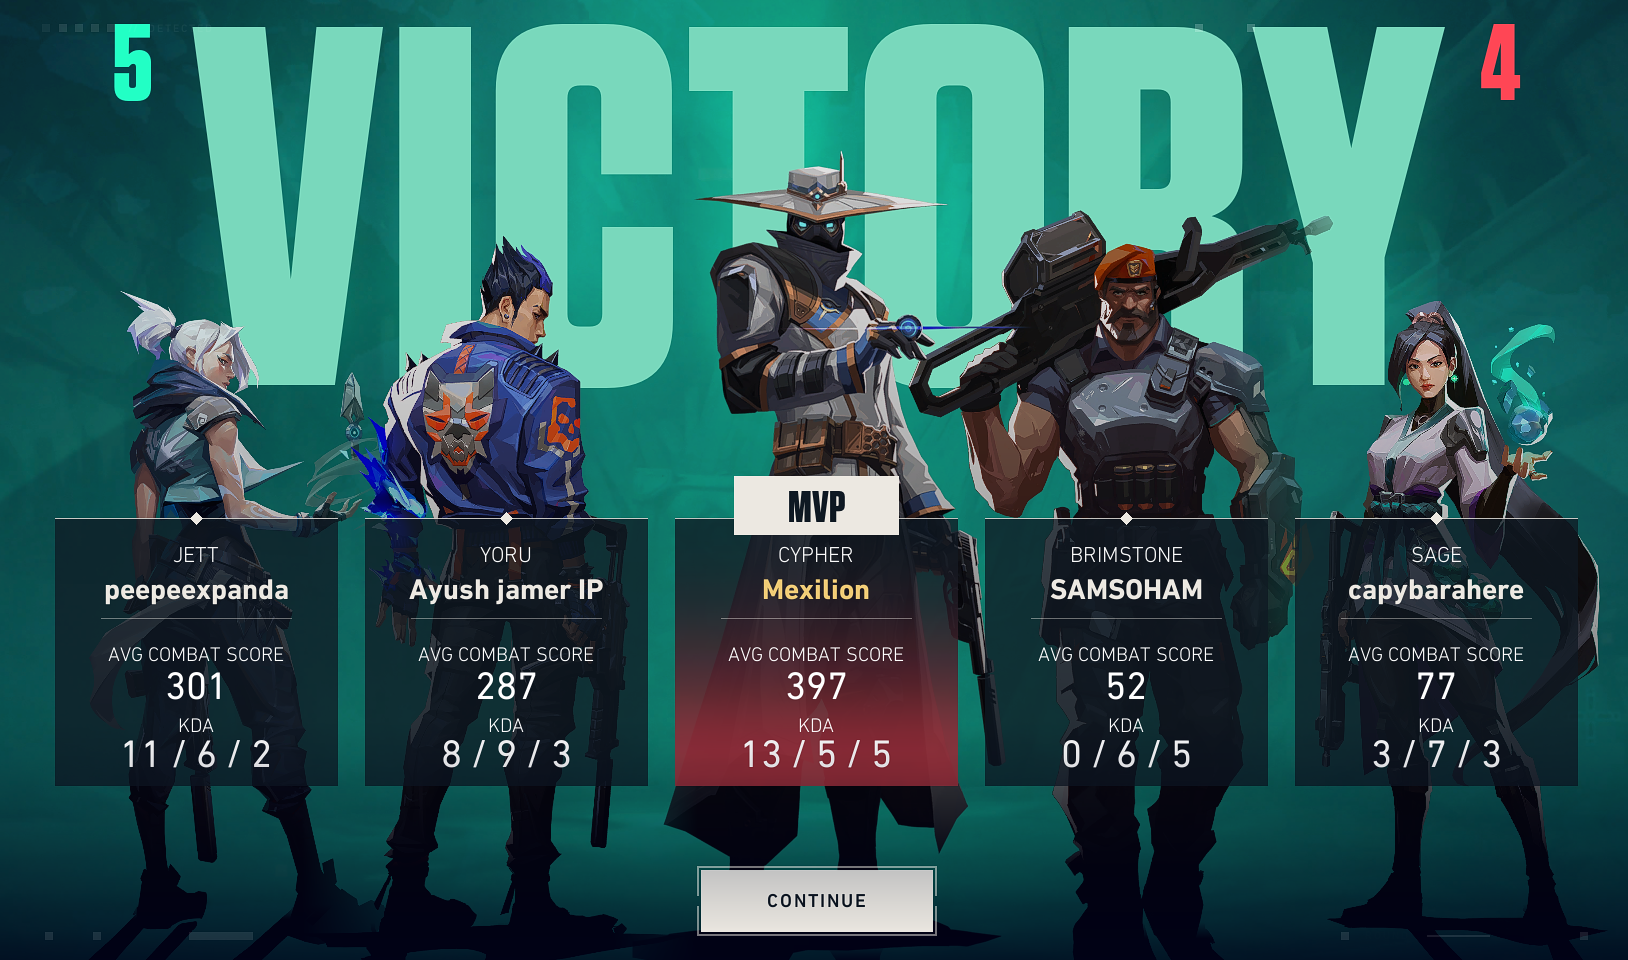 5
VICTORY
4
MVP
JETT
peepeexpanda
AVG COMBAT SCORE
301
KDA
11 / 6 / 2
YORU
Ayush jamer IP
AVG COMBAT SCORE
287
KDA
8 / 9 / 3
CYPHER
Mexilion
AVG COMBAT SCORE
397
KDA
13 / 5 / 5
BRIMSTONE
SAMSOHAM
AVG COMBAT SCORE
52
KDA
0 / 6 / 5
SAGE
capybarahere
AVG COMBAT SCORE
77
KDA
3 / 7 / 3
CONTINUE